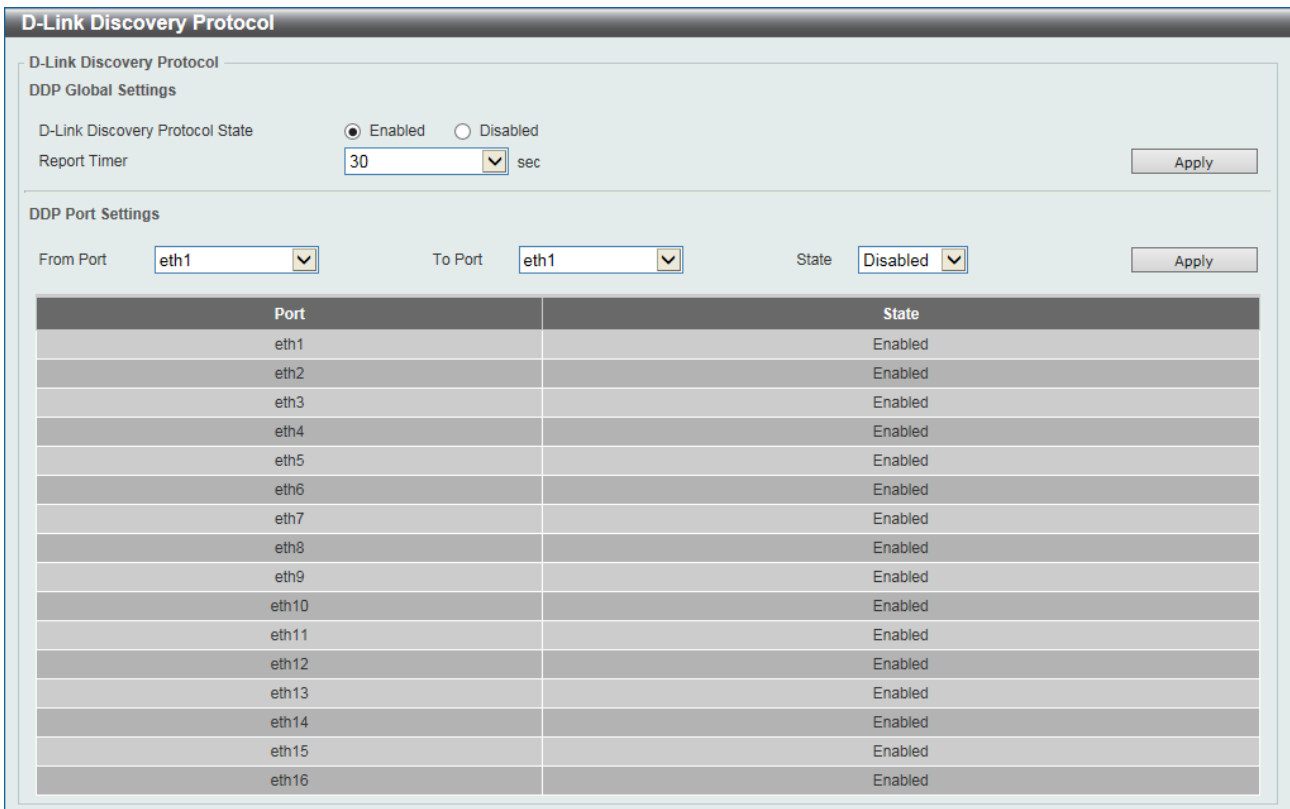 D-Link Discovery Protocol
D-Link Discovery Protocol
DDP Global Settings
D-Link Discovery Protocol State Enabled Disabled
Report Timer 30 sec Apply
DDP Port Settings
From Port eth1 To Port eth1 State Disabled Apply
Port State
eth1 Enabled
eth2 Enabled
eth3 Enabled
eth4 Enabled
eth5 Enabled
eth6 Enabled
eth7 Enabled
eth8 Enabled
eth9 Enabled
eth10 Enabled
eth11 Enabled
eth12 Enabled
eth13 Enabled
eth14 Enabled
eth15 Enabled
eth16 Enabled